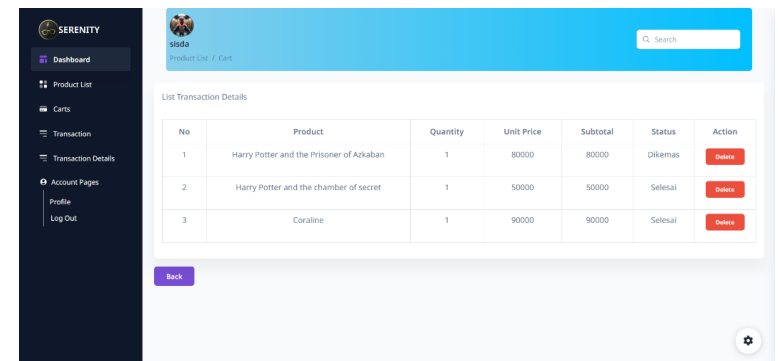 SERENITY
Dashboard
Product List
Carts
Transaction
Transaction Details
Account Pages
Profile
Log Out
sisda
Product List / Cart
Search
List Transaction Details
No Product Quantity Unit Price Subtotal Status Action
1 Harry Potter and the Prisoner of Azkaban 1 80000 80000 Dikemas Delete
2 Harry Potter and the chamber of secret 1 50000 50000 Selesai Delete
3 Coraline 1 90000 90000 Selesai Delete
Back